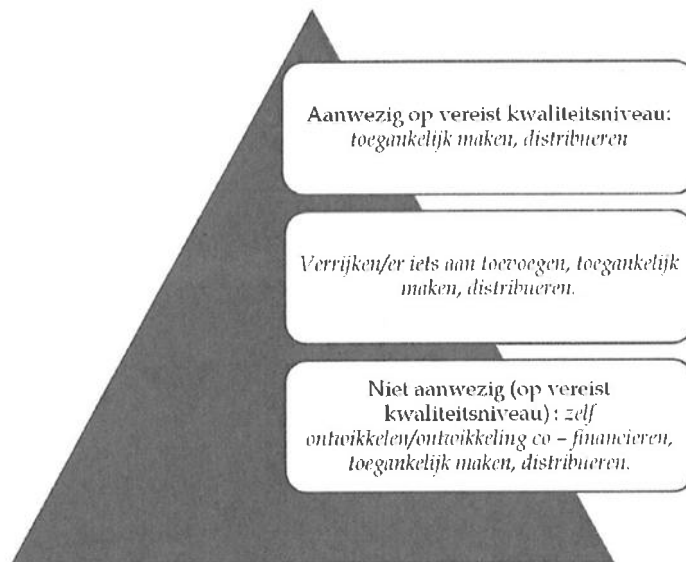 Aanwezig op vereist kwaliteitsniveau:
toegankelijk maken, distribueren
Verrijken/er iets aan toevoegen, toegankelijk
maken, distribueren.
Niet aanwezig (op vereist
kwaliteitsniveau) : zelf
ontwikkelen/ontwikkeling co – financieren,
toegankelijk maken, distribueren.